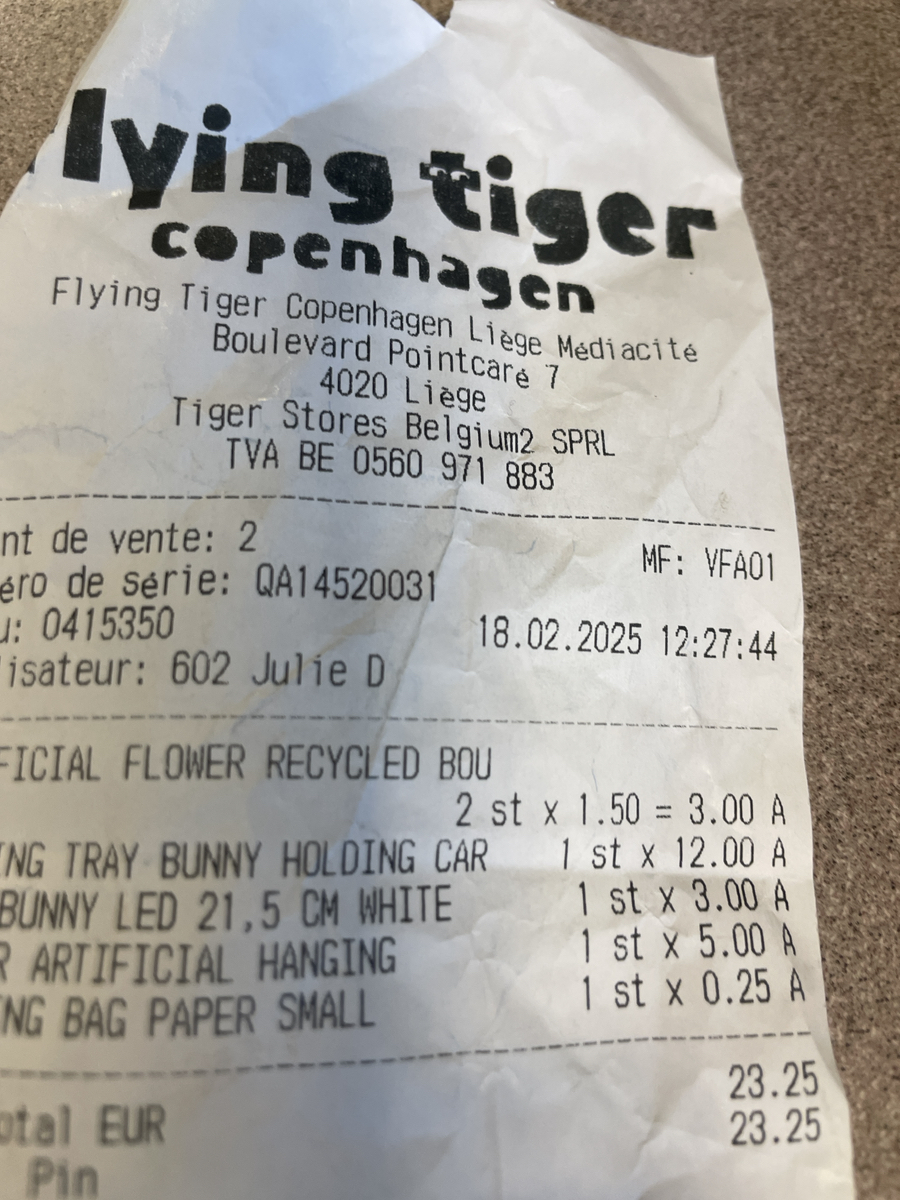 flying tiger
copenhagen
Flying Tiger Copenhagen Liège Médiacité
Boulevard Pointcaré 7
4020 Liège
Tiger Stores Belgium2 SPRL
TVA BE 0560 971 883
nt de vente: 2
MF: VFA01
éro de série: QA14520031
u: 0415350
18.02.2025 12:27:44
lisateur: 602 Julie D
FICIAL FLOWER RECYCLED BOU
2 st x 1.50 = 3.00 A
ING TRAY BUNNY HOLDING CAR 1 st x 12.00 A
BUNNY LED 21,5 CM WHITE 1 st x 3.00 A
R ARTIFICIAL HANGING 1 st x 5.00 A
ING BAG PAPER SMALL 1 st x 0.25 A
otal EUR 23.25
Pin 23.25